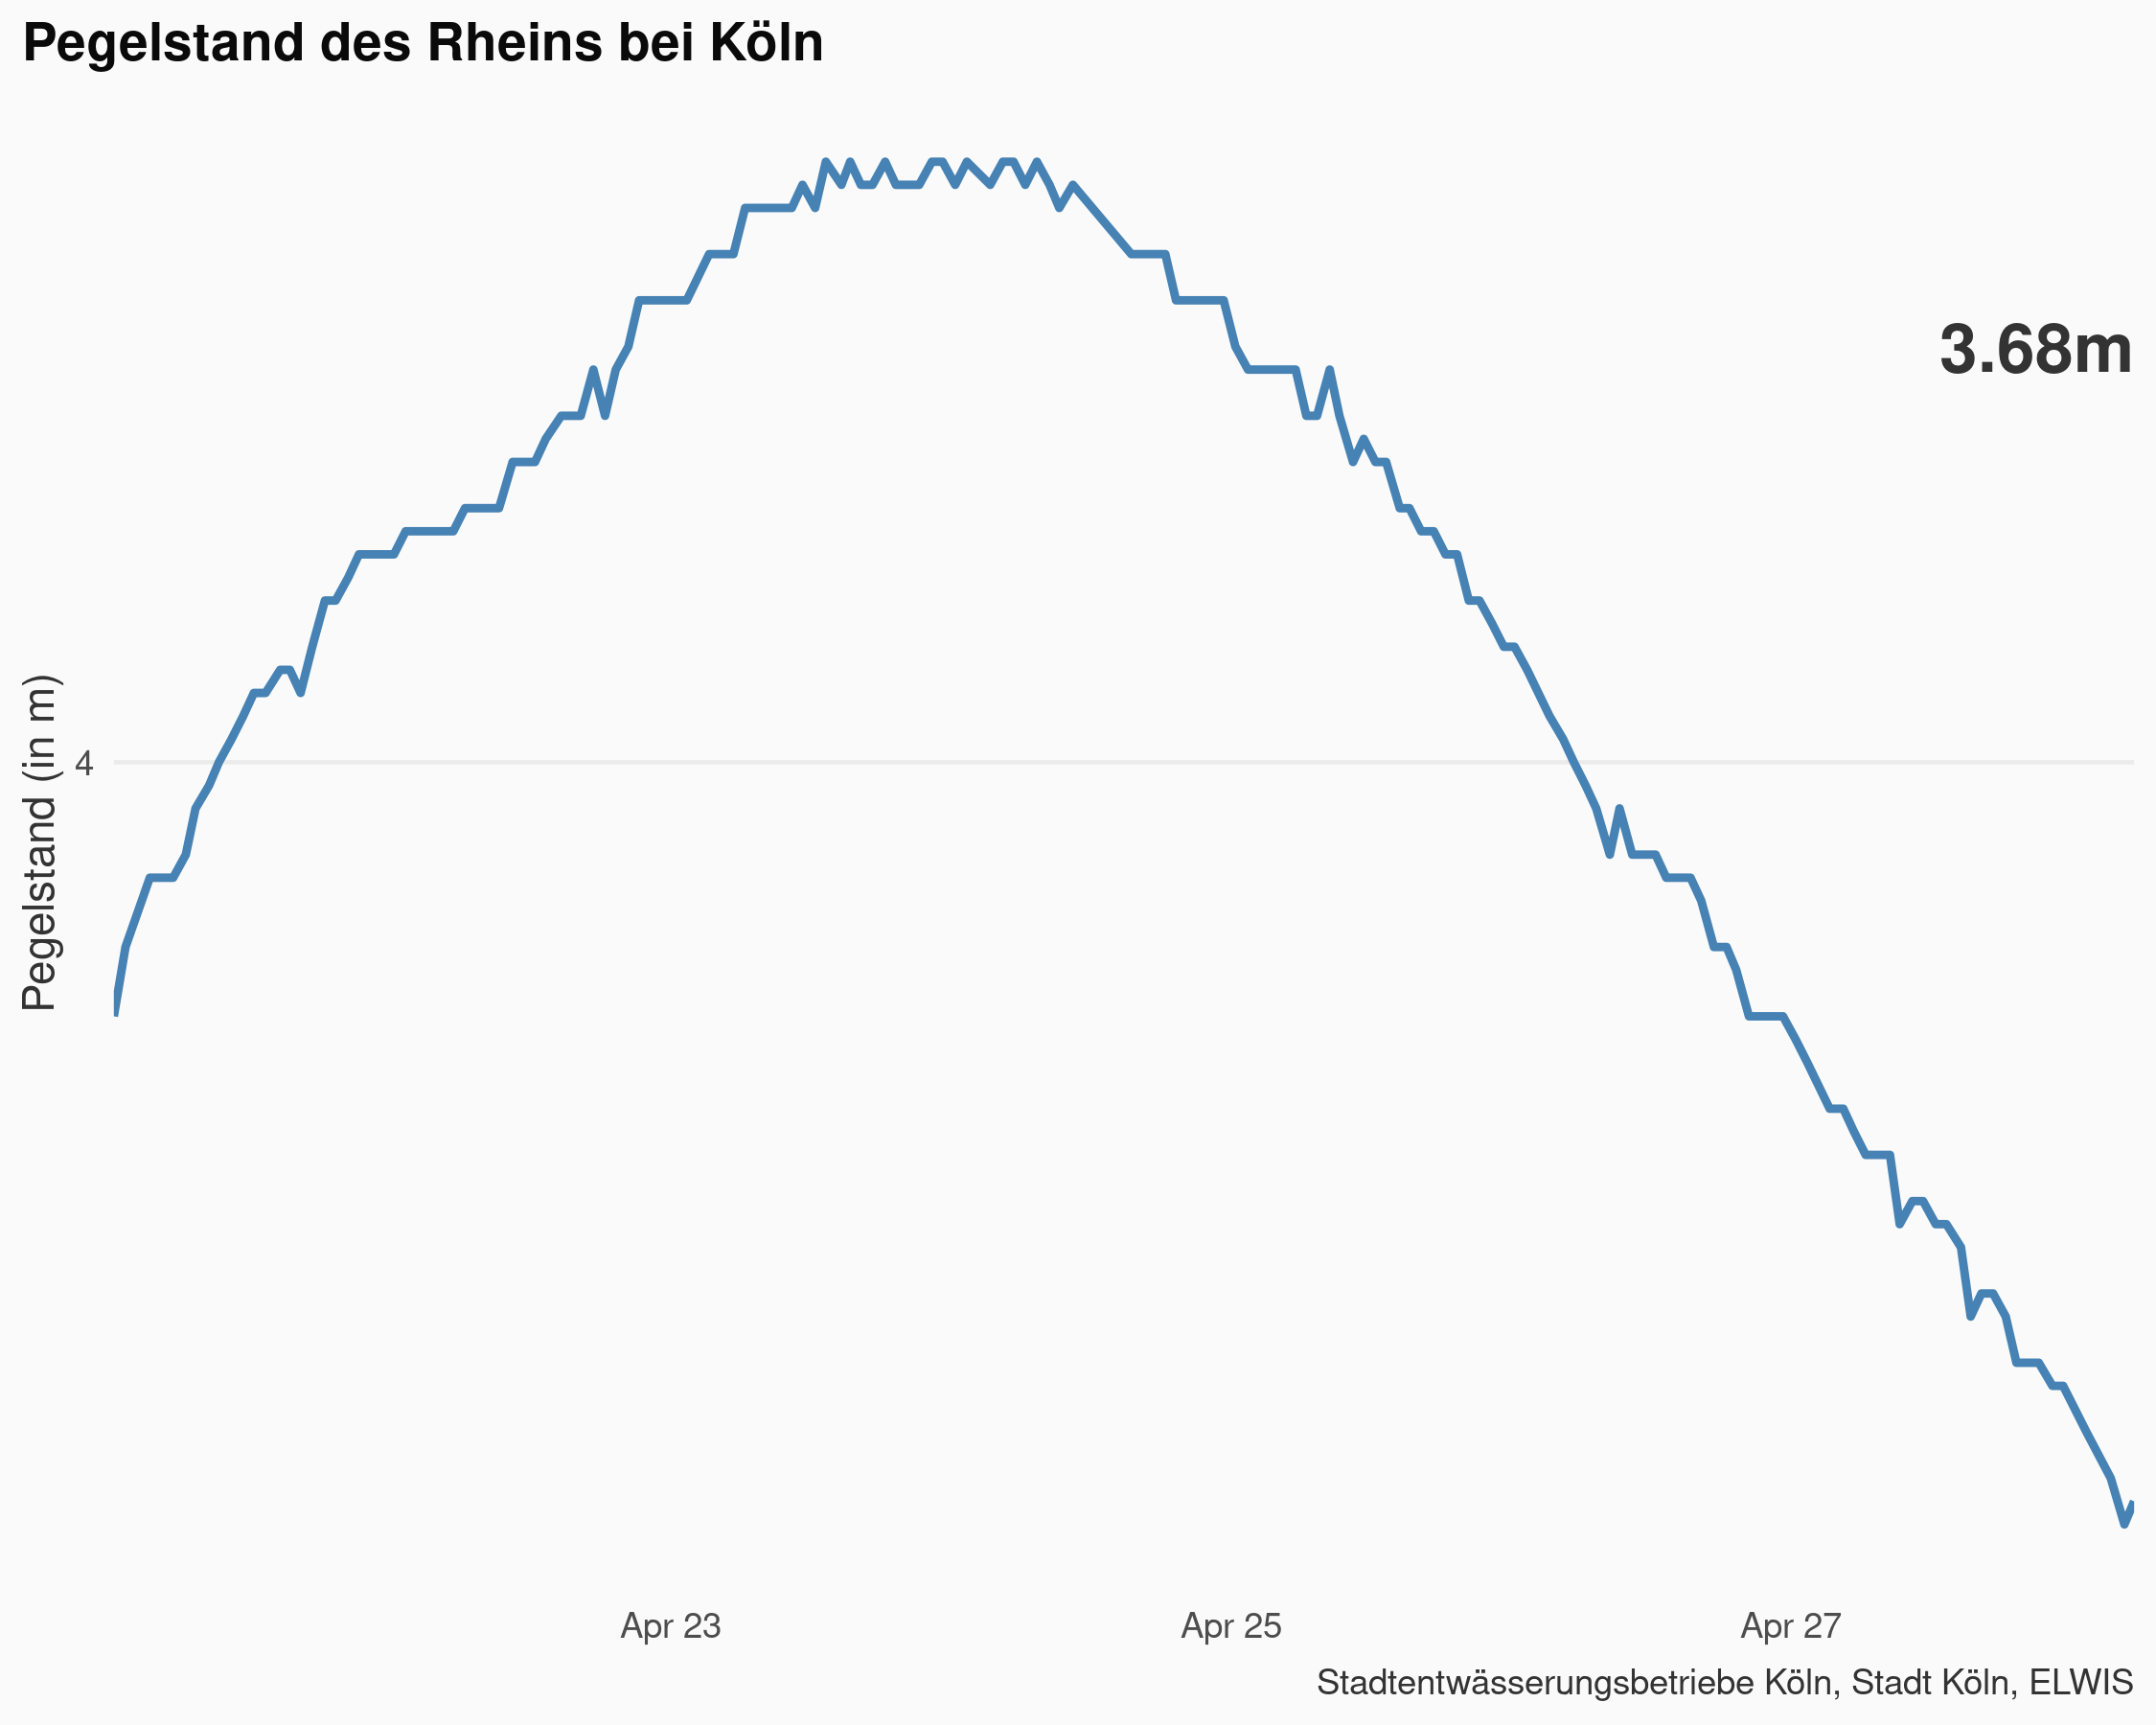 Pegelstand des Rheins bei Köln
3.68m
Pegelstand (in m)
4
Apr 23
Apr 25
Apr 27
Stadtentwässerungsbetriebe Köln, Stadt Köln, ELWIS